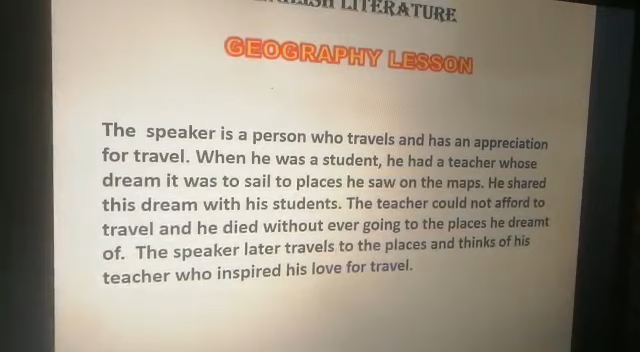 LITERATURE
GEOGRAPHY LESSON
The speaker is a person who travels and has an appreciation
for travel. When he was a student, he had a teacher whose
dream it was to sail to places he saw on the maps. He shared
this dream with his students. The teacher could not afford to
travel and he died without ever going to the places he dreamt
of. The speaker later travels to the places and thinks of his
teacher who inspired his love for travel.